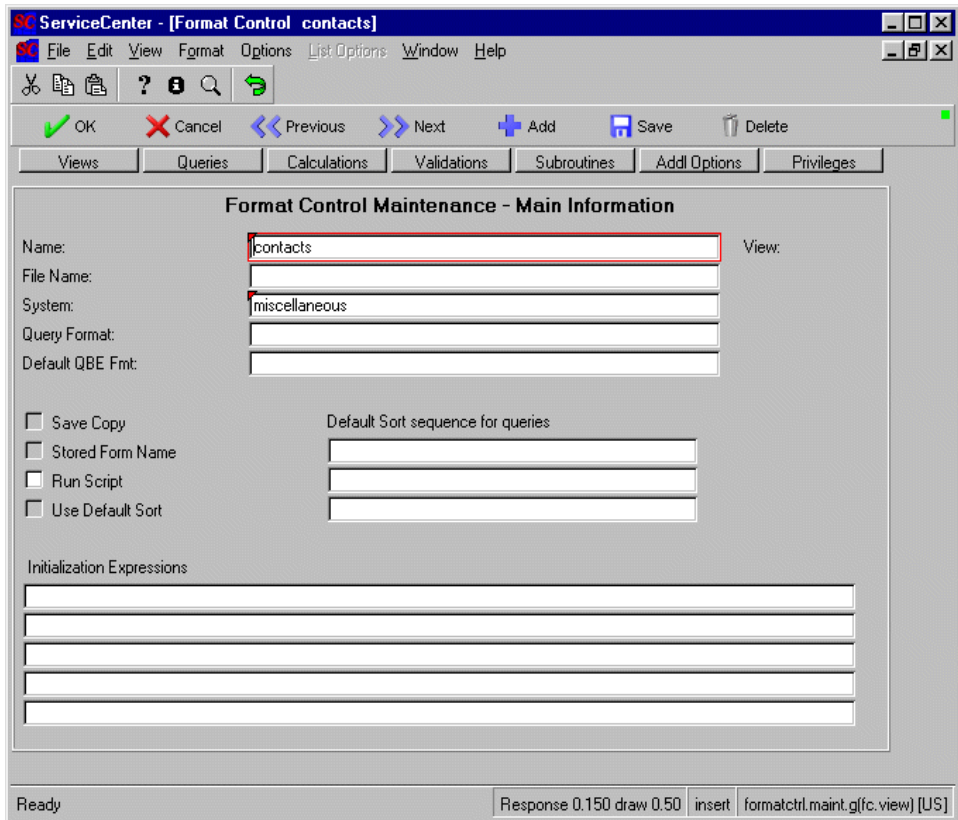 SC ServiceCenter - [Format Control contacts]
SC File Edit View Format Options List Options Window Help
OK Cancel Previous Next Add Save Delete
Views Queries Calculations Validations Subroutines Addl Options Privileges
Format Control Maintenance - Main Information
Name: contacts View:
File Name:
System: miscellaneous
Query Format:
Default QBE Fmt:
Save Copy Default Sort sequence for queries
Stored Form Name
Run Script
Use Default Sort
Initialization Expressions
Ready Response 0.150 draw 0.50 insert formatctrl.maint.g(fc.view) [US]